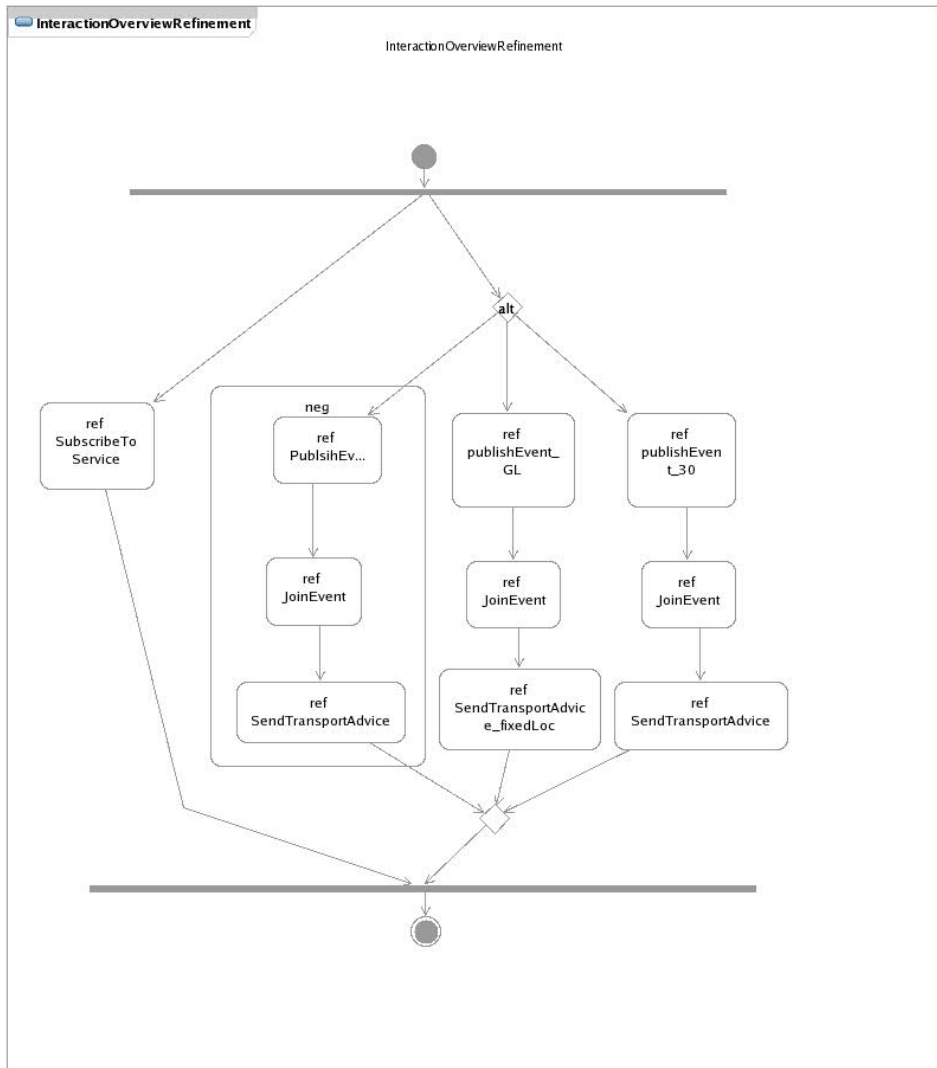 InteractionOverviewRefinement
InteractionOverviewRefinement
alt
ref
SubscribeTo
Service
neg
ref
PublsihEv...
ref
publishEvent_
GL
ref
publishEven
t_30
ref
JoinEvent
ref
JoinEvent
ref
JoinEvent
ref
SendTransportAdvice
ref
SendTransportAdvic
e_fixedLoc
ref
SendTransportAdvice